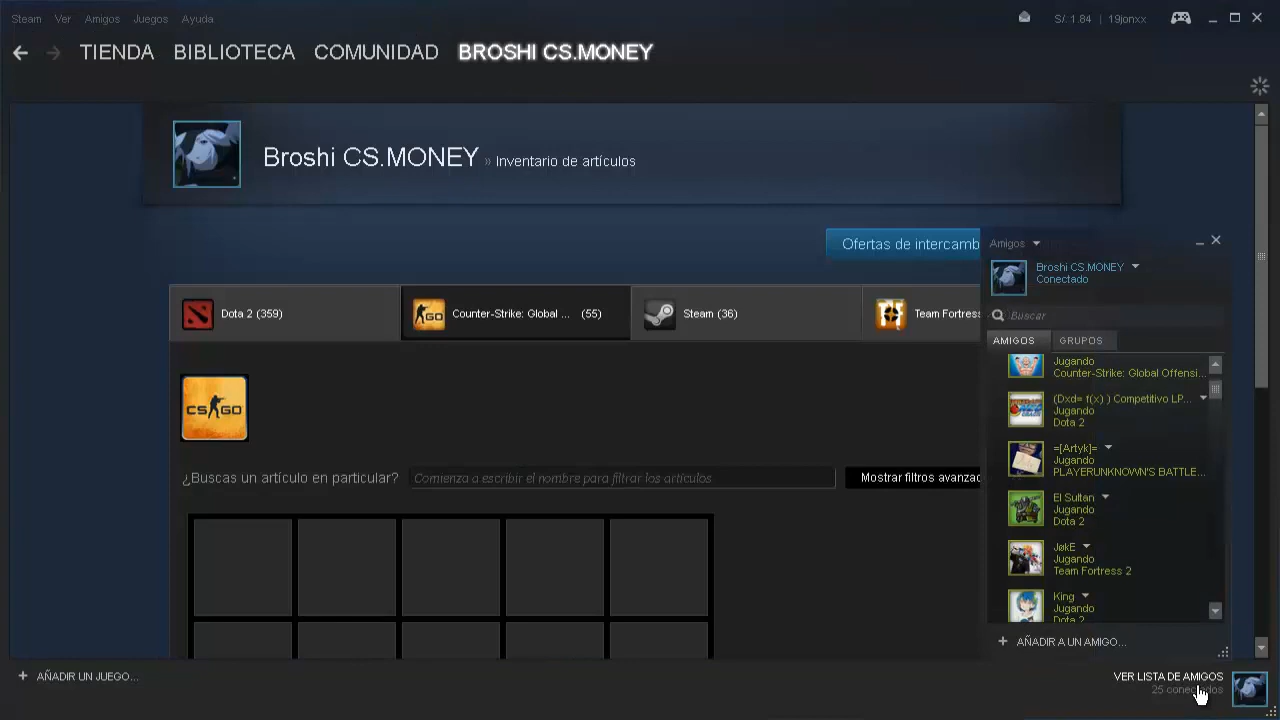 Steam Ver Amigos Juegos Ayuda
S/. 1.84 | 19jonxx
TIENDA BIBLIOTECA COMUNIDAD BROSHI CS.MONEY
Broshi CS.MONEY » Inventario de artículos
Ofertas de intercamb
Dota 2 (359)
Counter-Strike: Global ... (55)
Steam (36)
Team Fortress
CS GO
¿Buscas un artículo en particular?
Comienza a escribir el nombre para filtrar los artículos
Mostrar filtros avanzad
Amigos
Broshi CS.MONEY
Conectado
Buscar
AMIGOS GRUPOS
Jugando
Counter-Strike: Global Offensi...
(Dxd= f(x) ) Competitivo LP...
Jugando
Dota 2
=[Artyk]=
Jugando
PLAYERUNKNOWN'S BATTLE...
El Sultan
Jugando
Dota 2
JøkE
Jugando
Team Fortress 2
King
Jugando
Dota 2
+ AÑADIR A UN AMIGO...
+ AÑADIR UN JUEGO...
VER LISTA DE AMIGOS
25 conectados